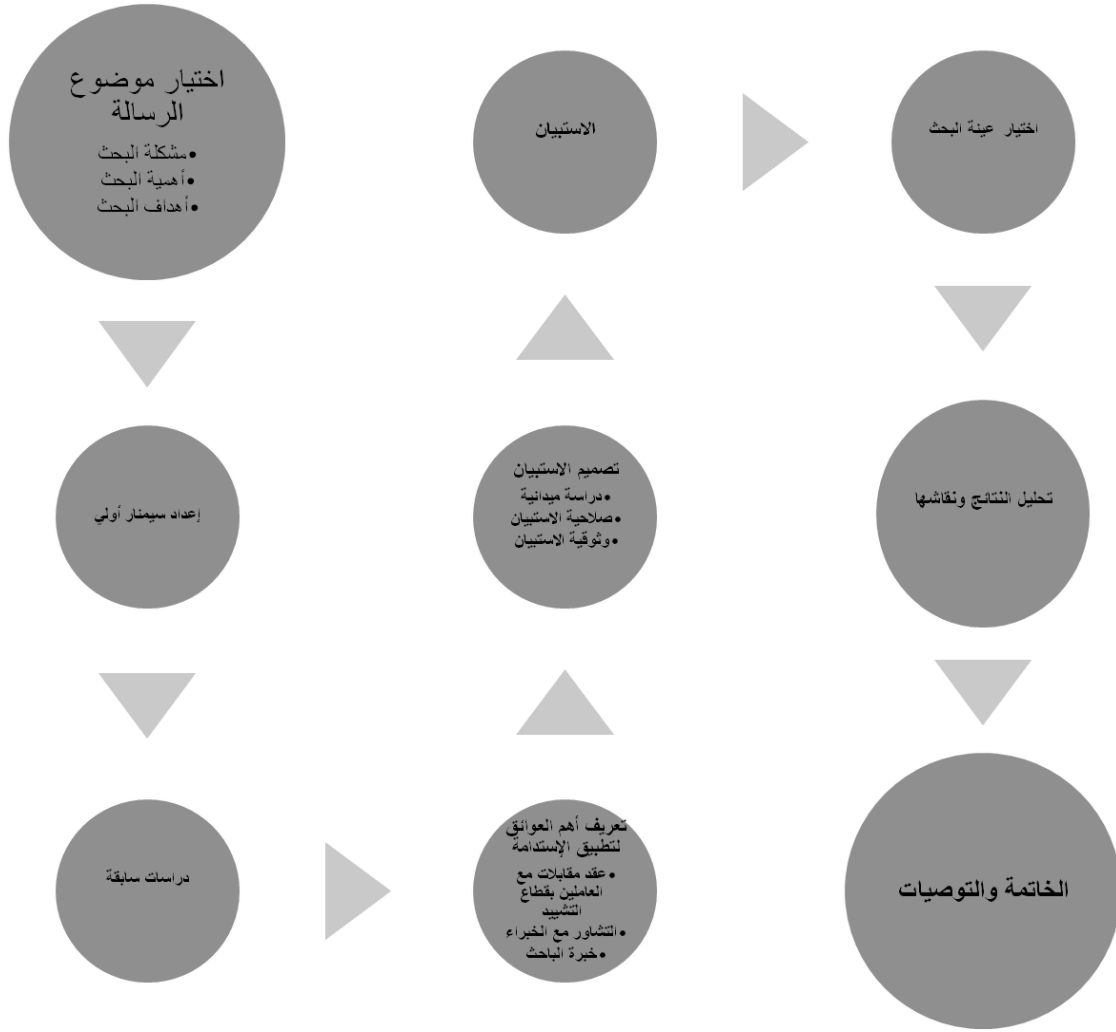 اختيار موضوع
الرسالة
•مشكلة البحث
•أهمية البحث
•أهداف البحث
إعداد سيمنار أولي
دراسات سابقة
تعريف أهم العوائق
لتطبيق الإستدامة
•عقد مقابلات مع
العاملين بقطاع
التشييد
•التشاور مع الخبراء
•خبرة الباحث
تصميم الاستبيان
•دراسة ميدانية
•صلاحية الاستبيان
•وثوقية الاستبيان
الاستبيان
اختيار عينة البحث
تحليل النتائج ونقاشها
الخاتمة والتوصيات